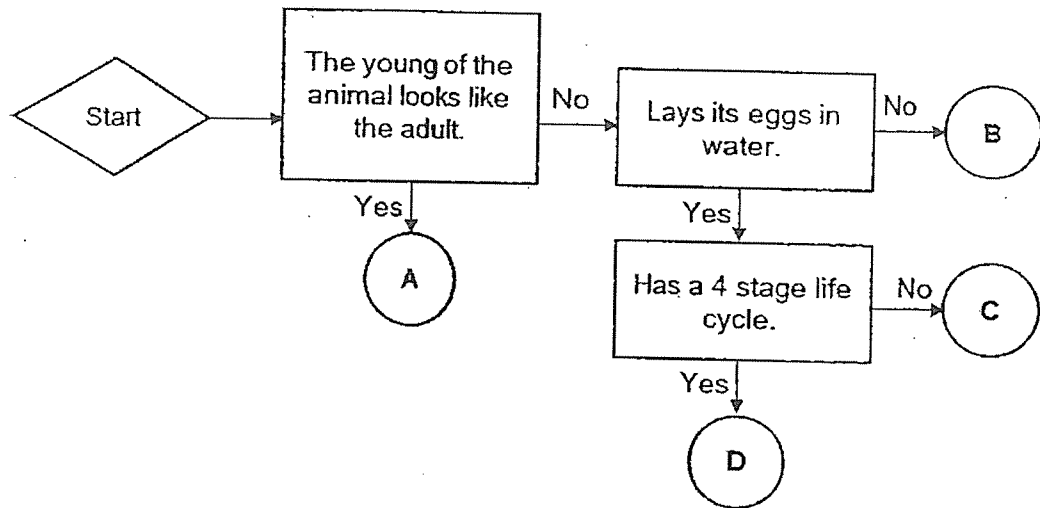 Start
The young of the
animal looks like
the adult.
No
Lays its eggs in
water.
No
B
Yes
A
Yes
Has a 4 stage life
cycle.
No
C
Yes
D